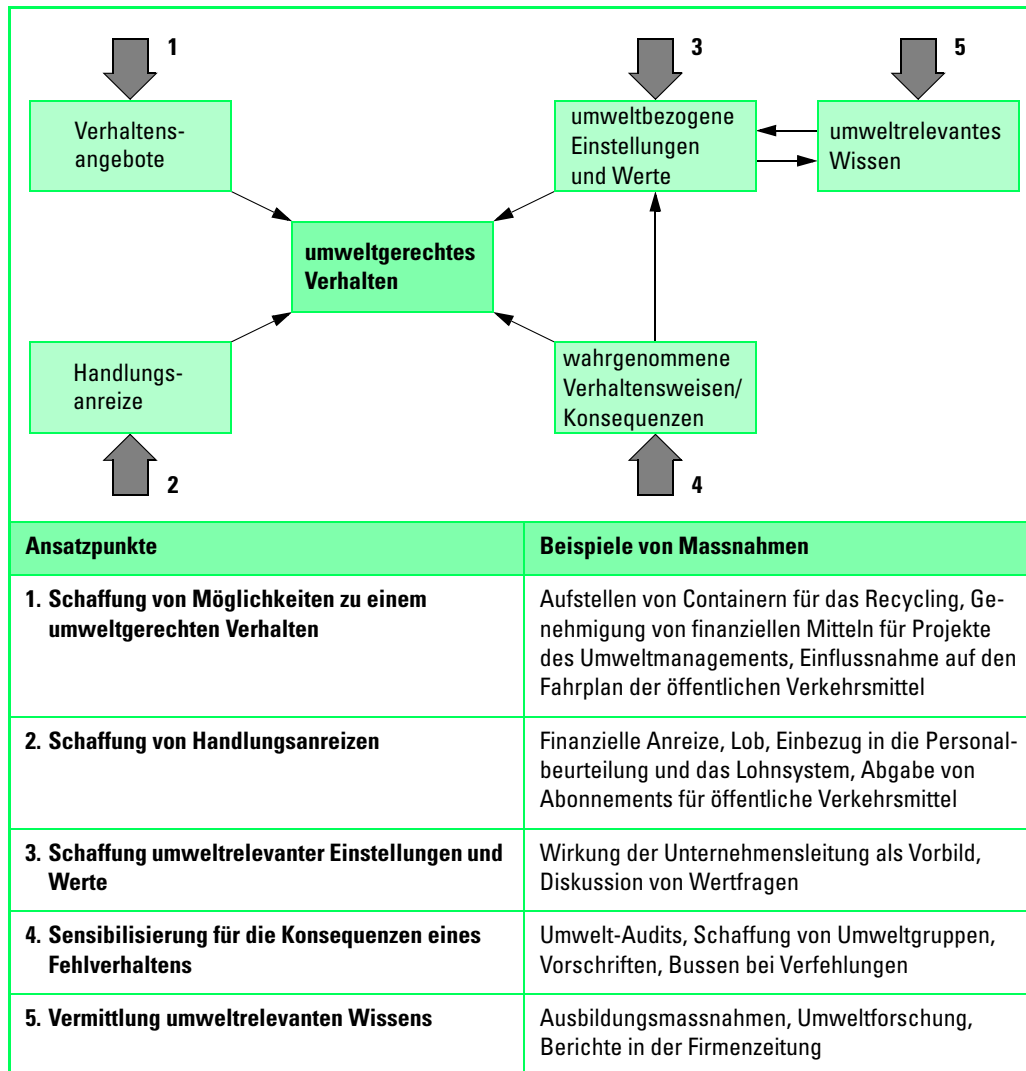 1
3
5
Verhaltens-
angebote
umweltbezogene
Einstellungen
und Werte
umweltrelevantes
Wissen
umweltgerechtes
Verhalten
Handlungs-
anreize
wahrgenommene
Verhaltensweisen/
Konsequenzen
2
4
Ansatzpunkte
Beispiele von Massnahmen
1. Schaffung von Möglichkeiten zu einem
umweltgerechten Verhalten
Aufstellen von Containern für das Recycling, Ge-
nehmigung von finanziellen Mitteln für Projekte
des Umweltmanagements, Einflussnahme auf den
Fahrplan der öffentlichen Verkehrsmittel
2. Schaffung von Handlungsanreizen
Finanzielle Anreize, Lob, Einbezug in die Personal-
beurteilung und das Lohnsystem, Abgabe von
Abonnements für öffentliche Verkehrsmittel
3. Schaffung umweltrelevanter Einstellungen und
Werte
Wirkung der Unternehmensleitung als Vorbild,
Diskussion von Wertfragen
4. Sensibilisierung für die Konsequenzen eines
Fehlverhaltens
Umwelt-Audits, Schaffung von Umweltgruppen,
Vorschriften, Bussen bei Verfehlungen
5. Vermittlung umweltrelevanten Wissens
Ausbildungsmassnahmen, Umweltforschung,
Berichte in der Firmenzeitung